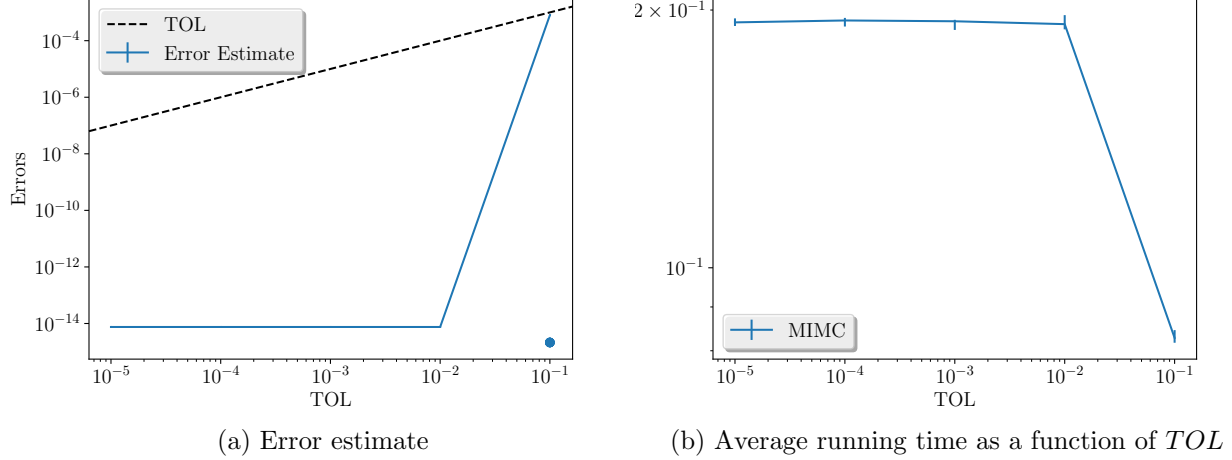 TOL
Error Estimate
Errors
10⁻⁴
10⁻⁶
10⁻⁸
10⁻¹⁰
10⁻¹²
10⁻¹⁴
10⁻⁵ 10⁻⁴ 10⁻³ 10⁻² 10⁻¹
TOL
(a) Error estimate
2 × 10⁻¹
10⁻¹
MIMC
10⁻⁵ 10⁻⁴ 10⁻³ 10⁻² 10⁻¹
TOL
(b) Average running time as a function of TOL